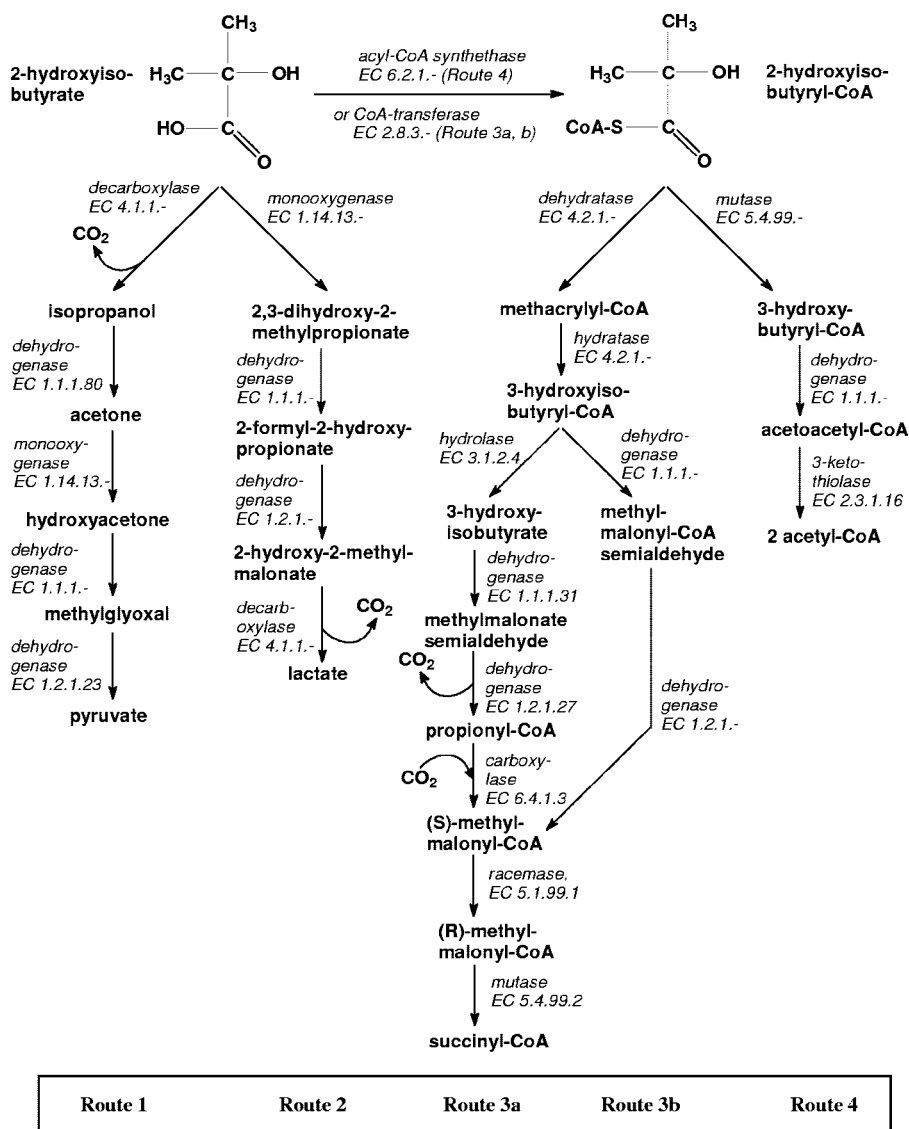 CH3
2-hydroxyiso-
butyrate
H3C
C
OH
HO
C
O
acyl-CoA synthethase
EC 6.2.1.- (Route 4)
or CoA-transferase
EC 2.8.3.- (Route 3a, b)
CH3
H3C
C
OH
2-hydroxyiso-
butyryl-CoA
CoA-S
C
O
decarboxylase
EC 4.1.1.-
CO2
monooxygenase
EC 1.14.13.-
dehydratase
EC 4.2.1.-
mutase
EC 5.4.99.-
isopropanol
dehydro-
genase
EC 1.1.1.80
acetone
monooxy-
genase
EC 1.14.13.-
hydroxyacetone
dehydro-
genase
EC 1.1.1.-
methylglyoxal
dehydro-
genase
EC 1.2.1.23
pyruvate
2,3-dihydroxy-2-
methylpropionate
dehydro-
genase
EC 1.1.1.-
2-formyl-2-hydroxy-
propionate
dehydro-
genase
EC 1.2.1.-
2-hydroxy-2-methyl-
malonate
decarb-
oxylase
EC 4.1.1.-
CO2
lactate
methacrylyl-CoA
hydratase
EC 4.2.1.-
3-hydroxyiso-
butyryl-CoA
hydrolase
EC 3.1.2.4
3-hydroxy-
isobutyrate
dehydro-
genase
EC 1.1.1.31
methylmalonate
semialdehyde
CO2
dehydro-
genase
EC 1.2.1.27
propionyl-CoA
CO2
carboxy-
lase
EC 6.4.1.3
(S)-methyl-
malonyl-CoA
racemase,
EC 5.1.99.1
(R)-methyl-
malonyl-CoA
mutase
EC 5.4.99.2
succinyl-CoA
dehydro-
genase
EC 1.1.1.-
methyl-
malonyl-CoA
semialdehyde
dehydro-
genase
EC 1.2.1.-
3-hydroxy-
butyryl-CoA
dehydro-
genase
EC 1.1.1.-
acetoacetyl-CoA
3-keto-
thiolase
EC 2.3.1.16
2 acetyl-CoA
Route 1 Route 2 Route 3a Route 3b Route 4